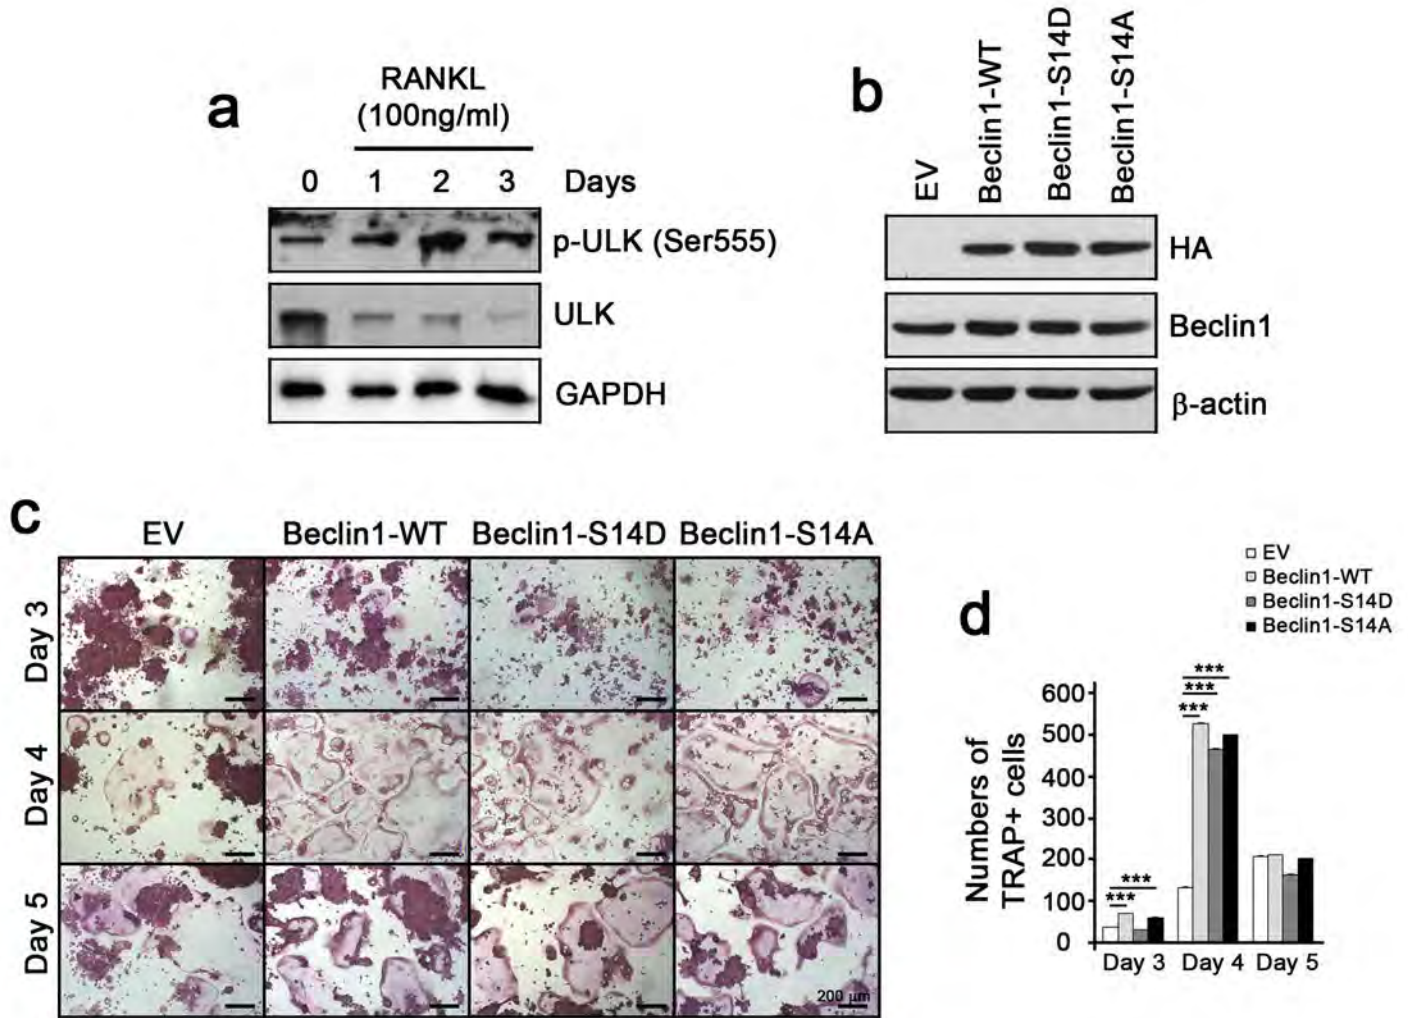 a
RANKL
(100ng/ml)
0 1 2 3 Days
p-ULK (Ser555)
ULK
GAPDH
b
EV
Beclin1-WT
Beclin1-S14D
Beclin1-S14A
HA
Beclin1
β-actin
c
EV Beclin1-WT Beclin1-S14D Beclin1-S14A
Day 3
Day 4
Day 5
200 μm
d
EV
Beclin1-WT
Beclin1-S14D
Beclin1-S14A
Numbers of
TRAP+ cells
600
500
400
300
200
100
0
*** ***
*** *** ***
Day 3 Day 4 Day 5